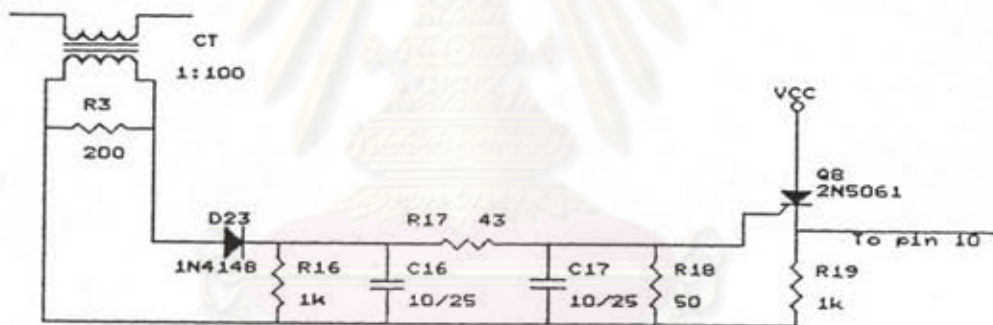 CT
1:100
R3
200
VCC
Q8
2N5061
D23
1N4148
R17 43
R16
1k
C16
10/25
C17
10/25
R18
50
To pin 10
R19
1k